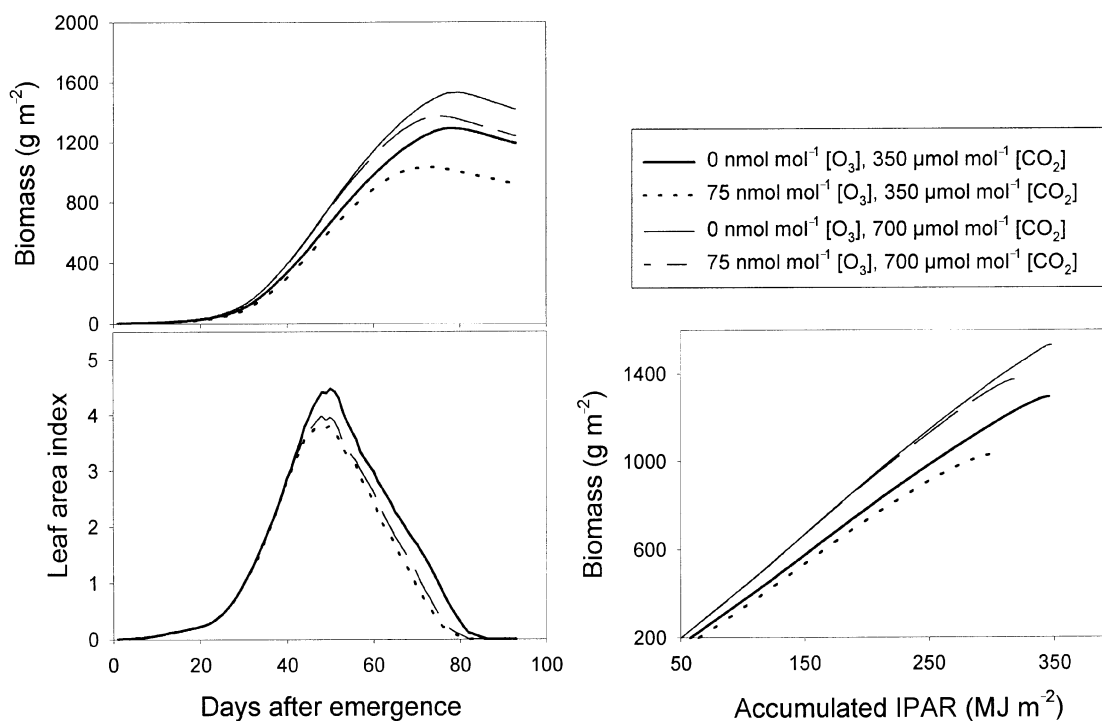 2000
1600
1200
800
400
0
Biomass (g m⁻²)
0 nmol mol⁻¹ [O₃], 350 µmol mol⁻¹ [CO₂]
75 nmol mol⁻¹ [O₃], 350 µmol mol⁻¹ [CO₂]
0 nmol mol⁻¹ [O₃], 700 µmol mol⁻¹ [CO₂]
75 nmol mol⁻¹ [O₃], 700 µmol mol⁻¹ [CO₂]
5
4
3
2
1
0
Leaf area index
0 20 40 60 80 100
Days after emergence
1400
1000
600
200
Biomass (g m⁻²)
50 150 250 350
Accumulated IPAR (MJ m⁻²)